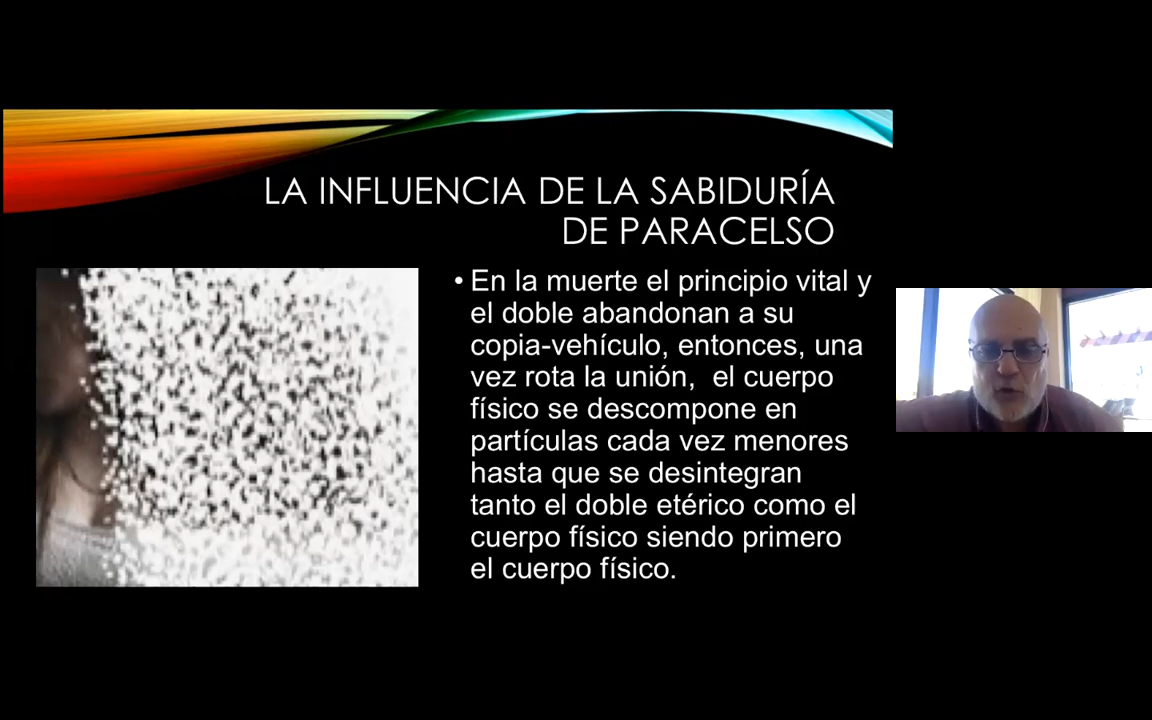 LA INFLUENCIA DE LA SABIDURÍA
DE PARACELSO
• En la muerte el principio vital y
el doble abandonan a su
copia-vehículo, entonces, una
vez rota la unión,  el cuerpo
físico se descompone en
partículas cada vez menores
hasta que se desintegran
tanto el doble etérico como el
cuerpo físico siendo primero
el cuerpo físico.